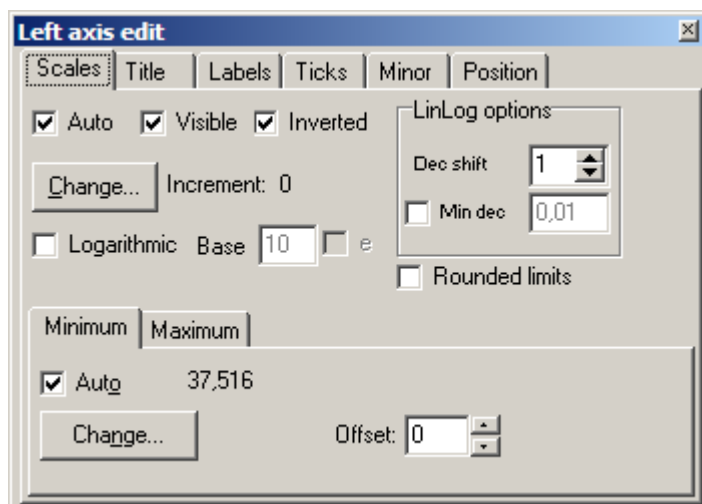 Left axis edit
Scales Title Labels Ticks Minor Position
Auto Visible Inverted
LinLog options
Dec shift 1
Change... Increment: 0
Min dec 0,01
Logarithmic Base 10 e
Rounded limits
Minimum Maximum
Auto 37,516
Change... Offset: 0